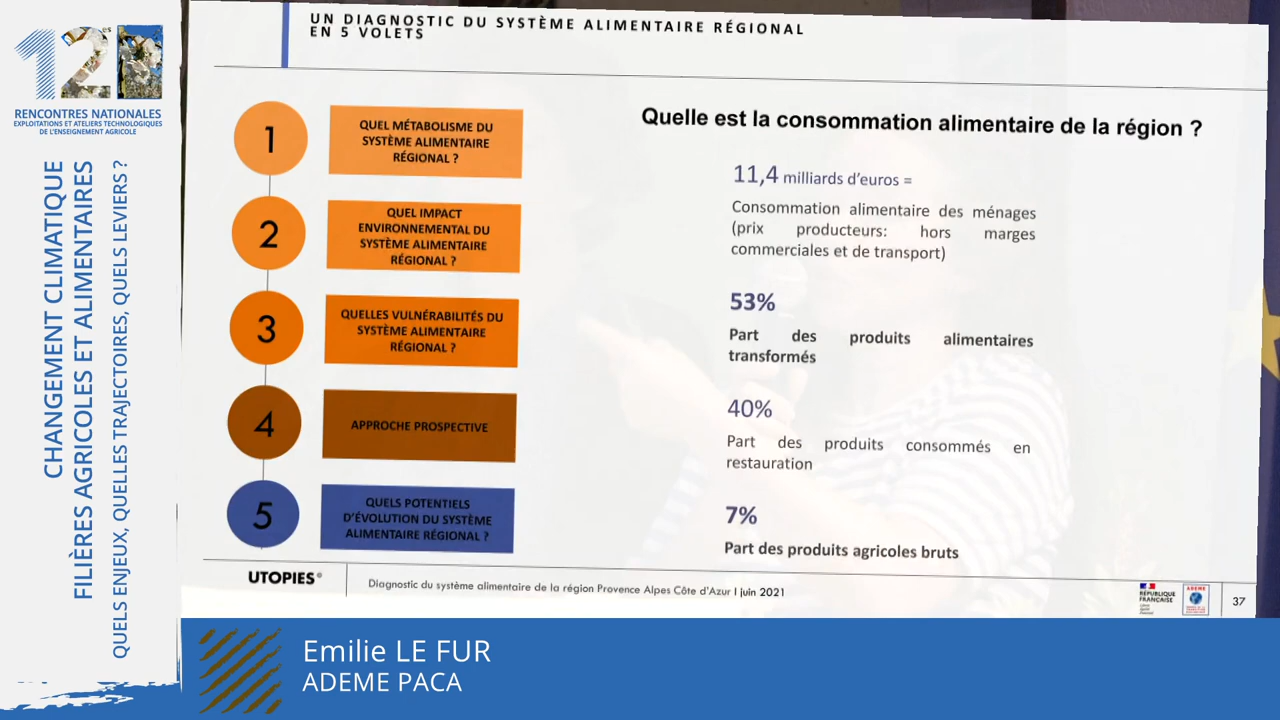 12es
RENCONTRES NATIONALES
EXPLOITATIONS ET ATELIERS TECHNOLOGIQUES
DE L'ENSEIGNEMENT AGRICOLE
CHANGEMENT CLIMATIQUE
FILIÈRES AGRICOLES ET ALIMENTAIRES
QUELS ENJEUX, QUELLES TRAJECTOIRES, QUELS LEVIERS ?
UN DIAGNOSTIC DU SYSTÈME ALIMENTAIRE RÉGIONAL
EN 5 VOLETS
1
QUEL MÉTABOLISME DU
SYSTÈME ALIMENTAIRE
RÉGIONAL ?
2
QUEL IMPACT
ENVIRONNEMENTAL DU
SYSTÈME ALIMENTAIRE
RÉGIONAL ?
3
QUELLES VULNÉRABILITÉS DU
SYSTÈME ALIMENTAIRE
RÉGIONAL ?
4
APPROCHE PROSPECTIVE
5
QUELS POTENTIELS
D'ÉVOLUTION DU SYSTÈME
ALIMENTAIRE RÉGIONAL ?
Quelle est la consommation alimentaire de la région ?
11,4 milliards d'euros =
Consommation alimentaire des ménages
(prix producteurs: hors marges
commerciales et de transport)
53%
Part des produits alimentaires
transformés
40%
Part des produits consommés en
restauration
7%
Part des produits agricoles bruts
UTOPIES®
Diagnostic du système alimentaire de la région Provence Alpes Côte d'Azur I juin 2021
RÉPUBLIQUE
FRANÇAISE
ADEME
37
Emilie LE FUR
ADEME PACA